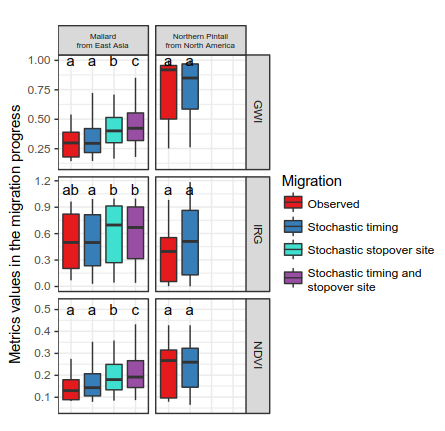 Mallard
from East Asia
Northern Pintail
from North America
Metrics values in the migration progress
1.00
0.75
0.50
0.25
a a b c
a a
GWI
1.2
0.9
0.6
0.3
0.0
ab a b b
a a
IRG
0.5
0.4
0.3
0.2
0.1
a a b c
a a
NDVI
Migration
Observed
Stochastic timing
Stochastic stopover site
Stochastic timing and
stopover site